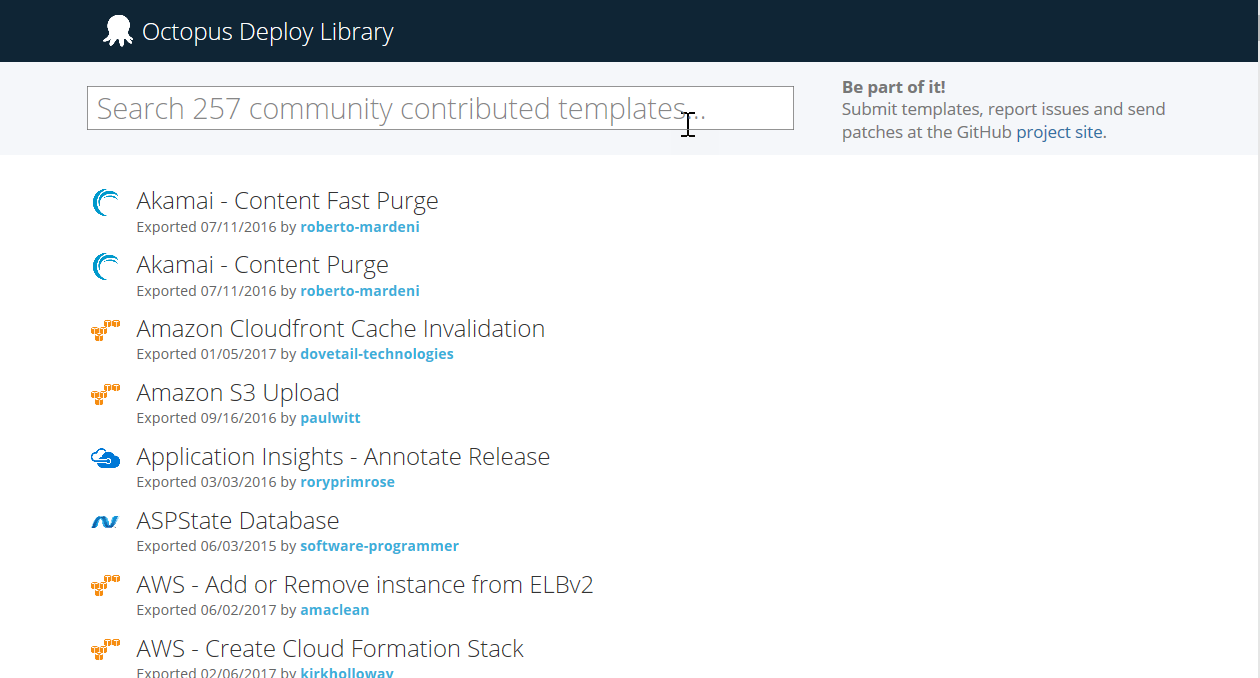 Octopus Deploy Library
Search 257 community contributed templates...
Be part of it!
Submit templates, report issues and send
patches at the GitHub project site.
Akamai - Content Fast Purge
Exported 07/11/2016 by roberto-mardeni
Akamai - Content Purge
Exported 07/11/2016 by roberto-mardeni
Amazon Cloudfront Cache Invalidation
Exported 01/05/2017 by dovetail-technologies
Amazon S3 Upload
Exported 09/16/2016 by paulwitt
Application Insights - Annotate Release
Exported 03/03/2016 by roryprimrose
ASPState Database
Exported 06/03/2015 by software-programmer
AWS - Add or Remove instance from ELBv2
Exported 06/02/2017 by amaclean
AWS - Create Cloud Formation Stack
Exported 02/06/2017 by kirkholloway